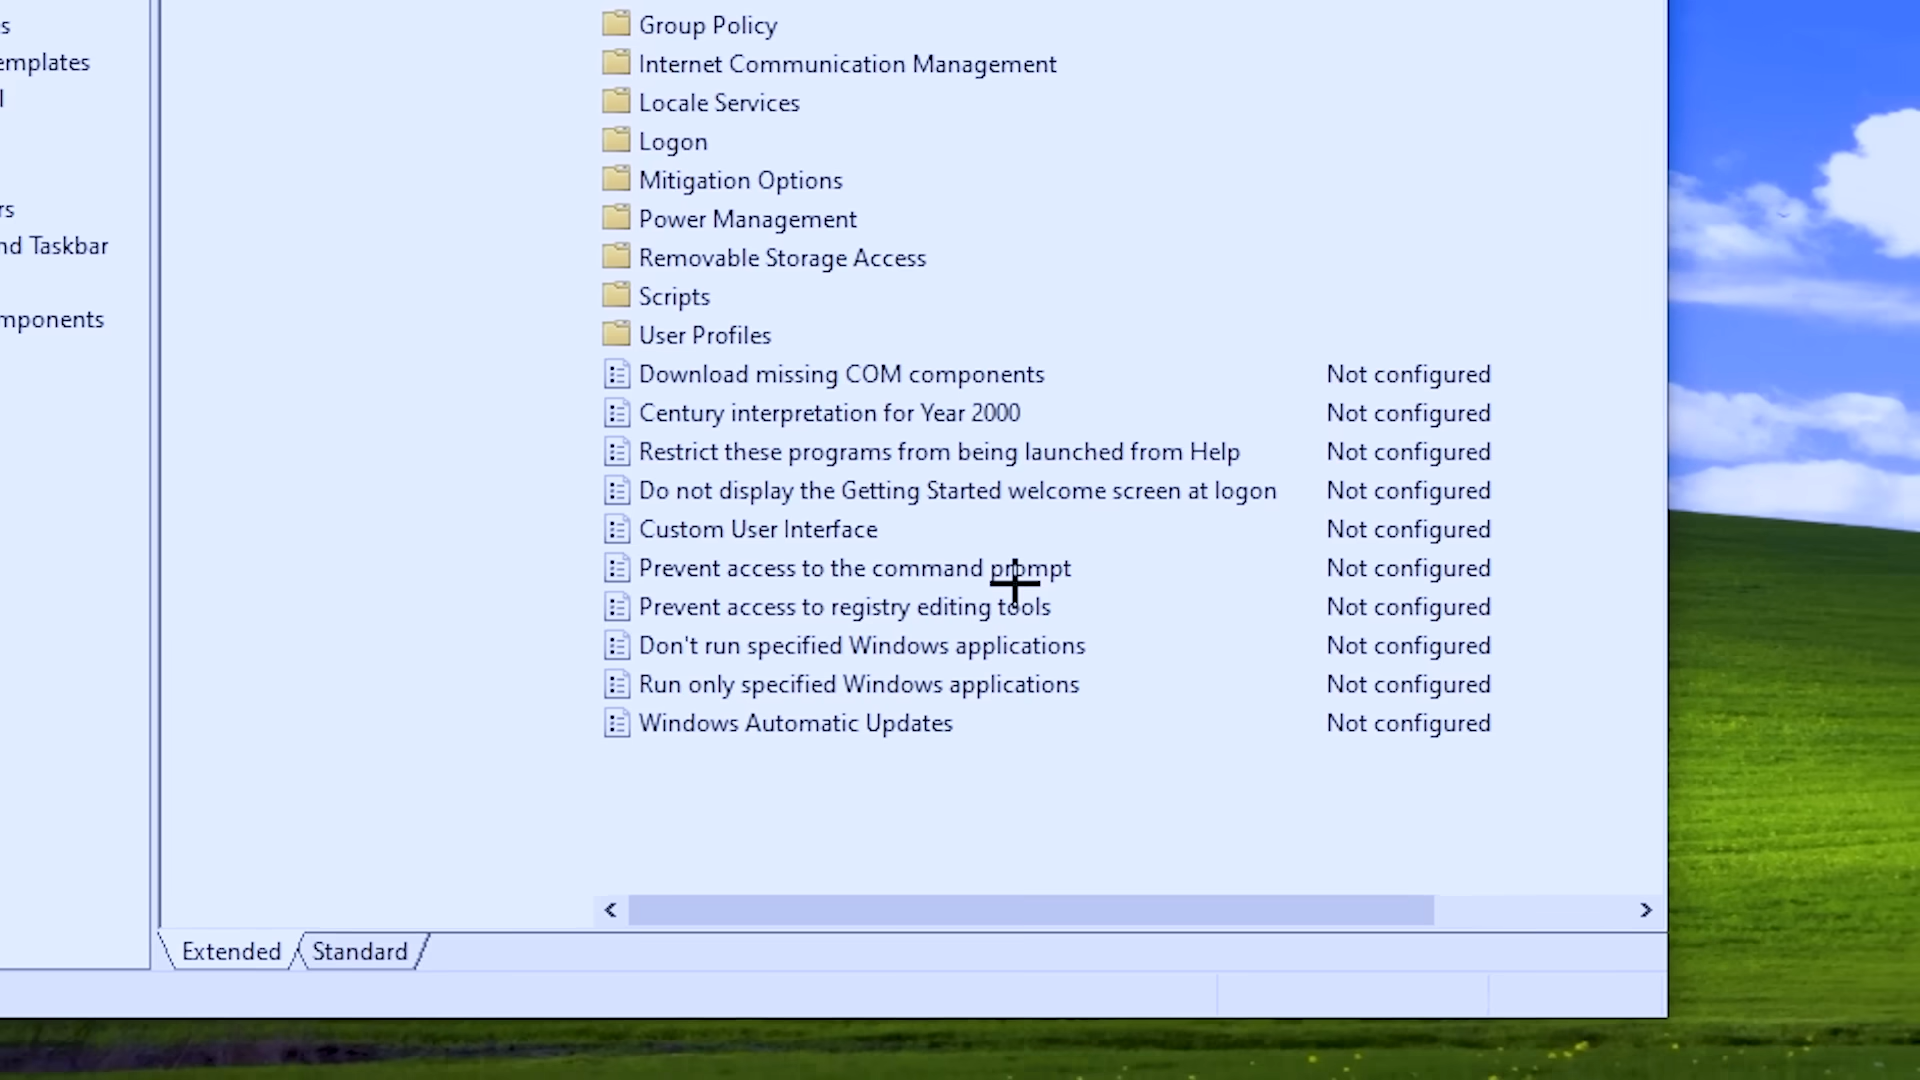 s
emplates
l
rs
nd Taskbar
mponents
Group Policy
Internet Communication Management
Locale Services
Logon
Mitigation Options
Power Management
Removable Storage Access
Scripts
User Profiles
Download missing COM components Not configured
Century interpretation for Year 2000 Not configured
Restrict these programs from being launched from Help Not configured
Do not display the Getting Started welcome screen at logon Not configured
Custom User Interface Not configured
Prevent access to the command prompt Not configured
Prevent access to registry editing tools Not configured
Don't run specified Windows applications Not configured
Run only specified Windows applications Not configured
Windows Automatic Updates Not configured
Extended Standard